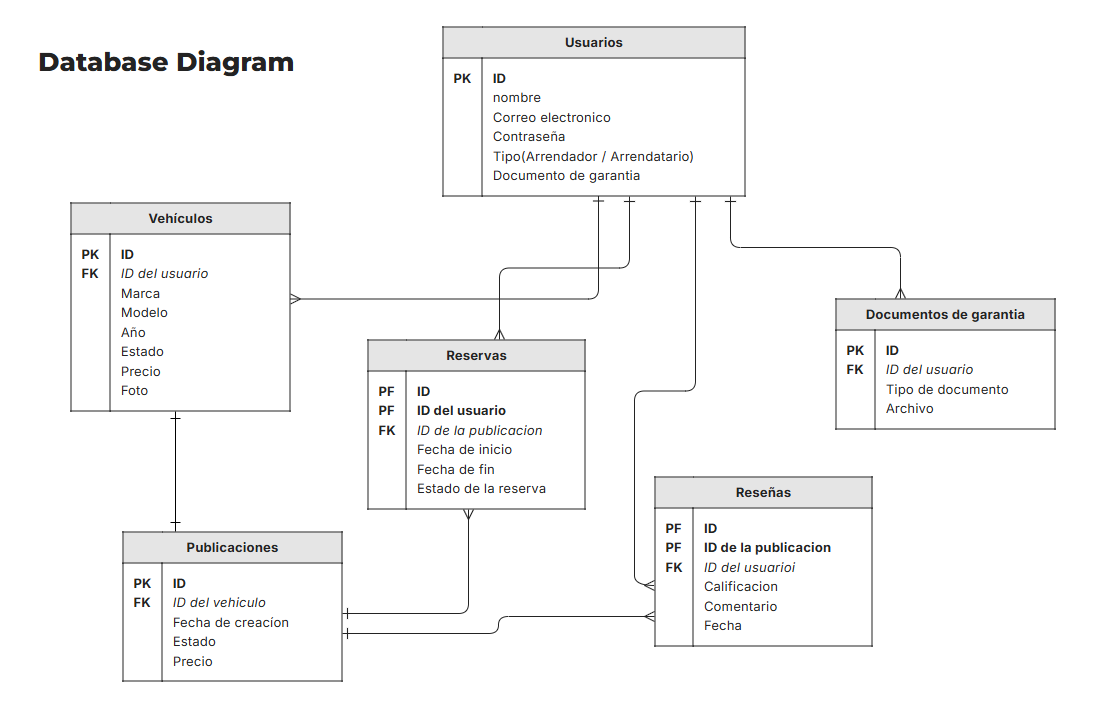 Database Diagram
Usuarios
PK ID
nombre
Correo electronico
Contraseña
Tipo(Arrendador / Arrendatario)
Documento de garantia
Vehículos
PK ID
FK ID del usuario
Marca
Modelo
Año
Estado
Precio
Foto
Documentos de garantia
PK ID
FK ID del usuario
Tipo de documento
Archivo
Reservas
PF ID
PF ID del usuario
FK ID de la publicacion
Fecha de inicio
Fecha de fin
Estado de la reserva
Reseñas
PF ID
PF ID de la publicacion
FK ID del usuarioi
Calificacion
Comentario
Fecha
Publicaciones
PK ID
FK ID del vehiculo
Fecha de creacíon
Estado
Precio